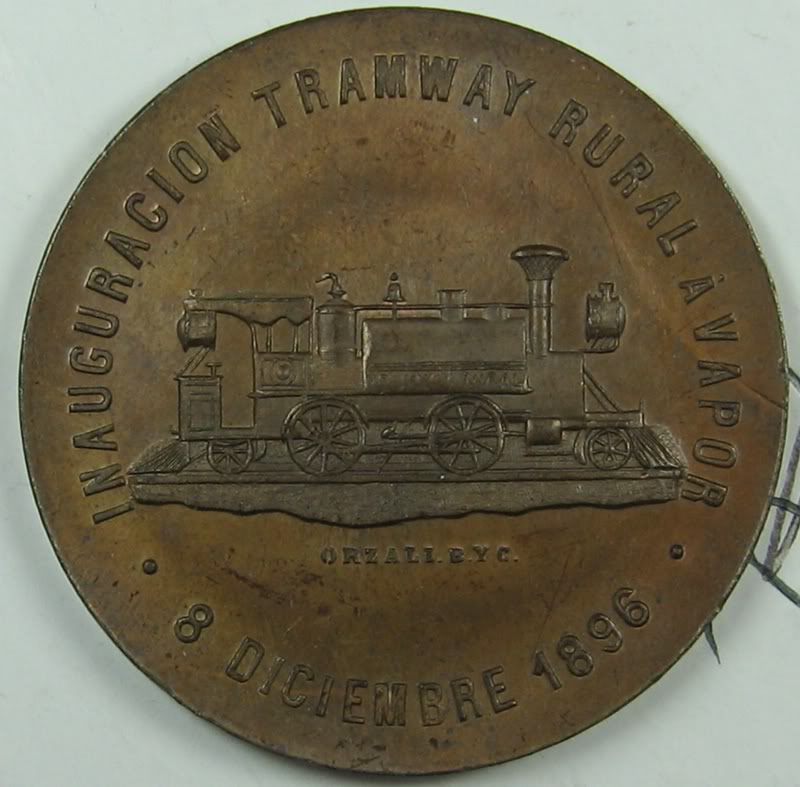 INAUGURACION TRAMWAY RURAL Á VAPOR
ORZALI. B. Y C.
8 DICIEMBRE 1896